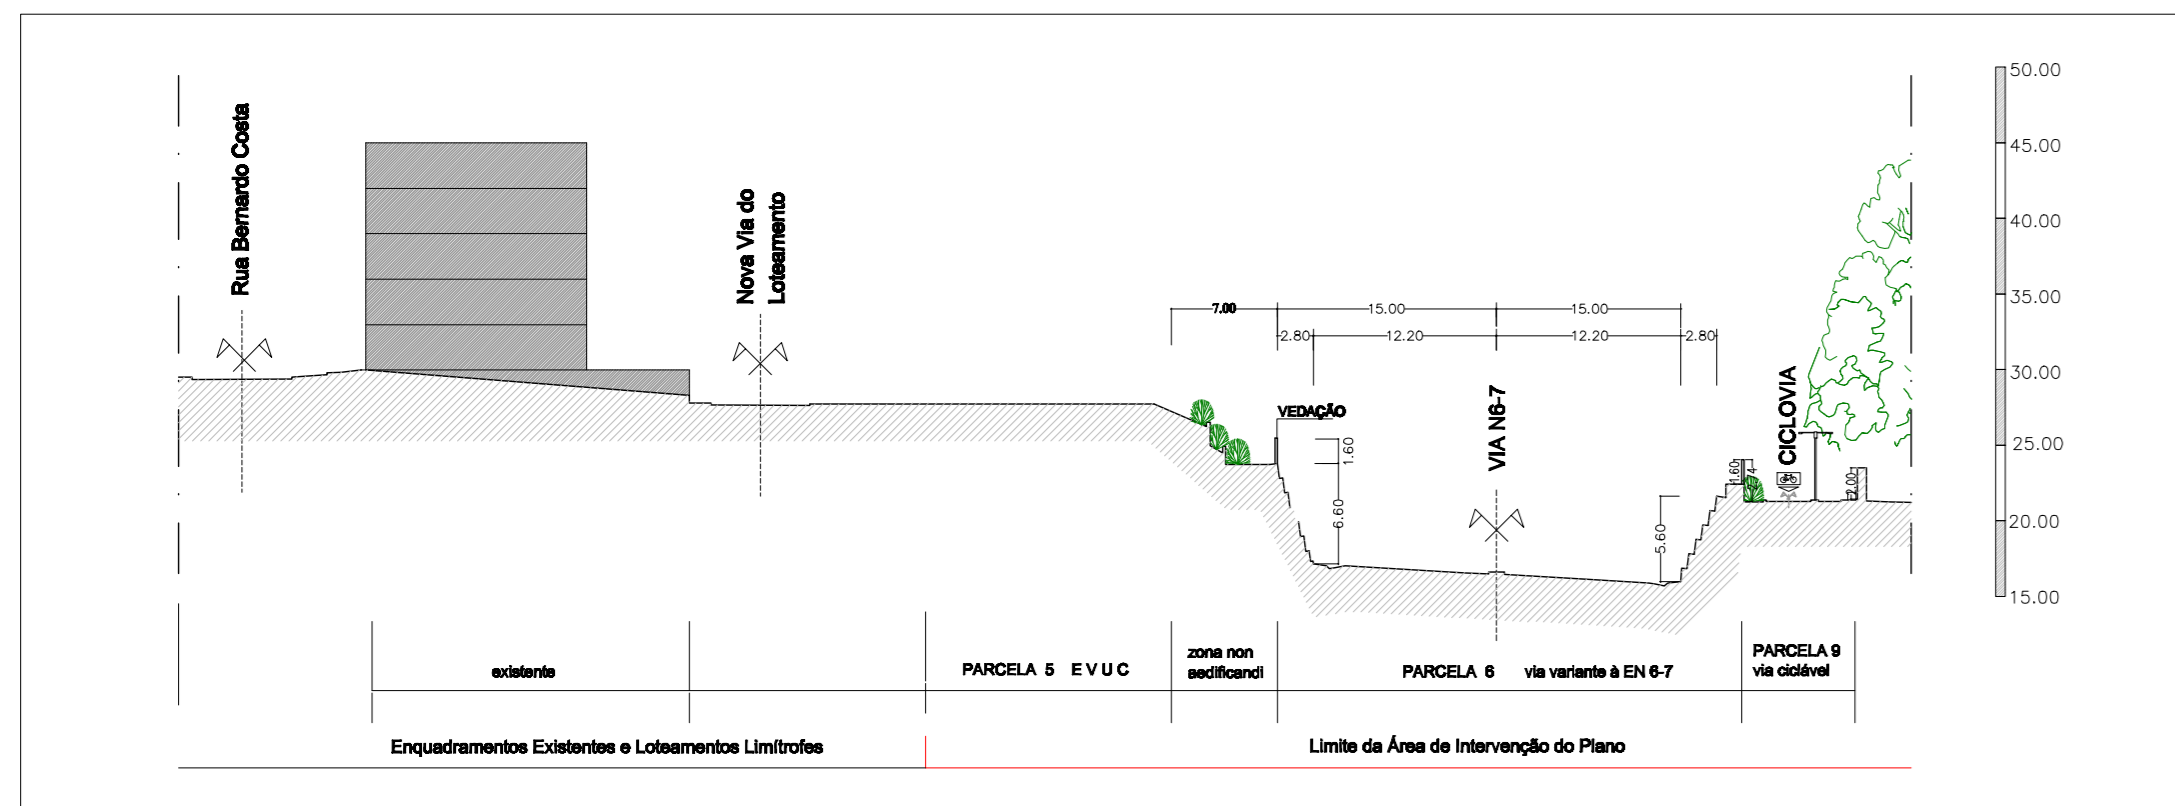 Rua Bernardo Costa
Nova Via do
Loteamento
7.00
15.00
15.00
2.80
12.20
12.20
2.80
VEDAÇÃO
1.60
6.60
VIA N6-7
5.60
1.60
CICLOVIA
2.00
50.00
45.00
40.00
35.00
30.00
25.00
20.00
15.00
existente
PARCELA 5 E V U C
zona non
aedificandi
PARCELA 6 via variante à EN 6-7
PARCELA 9
via ciclável
Enquadramentos Existentes e Loteamentos Limítrofes
Limite da Área de Intervenção do Plano